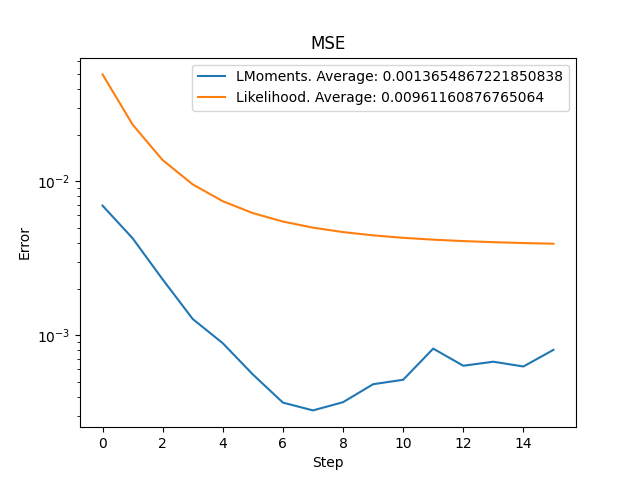 MSE
LMoments. Average: 0.0013654867221850838
Likelihood. Average: 0.00961160876765064
10⁻²
10⁻³
Error
0 2 4 6 8 10 12 14
Step